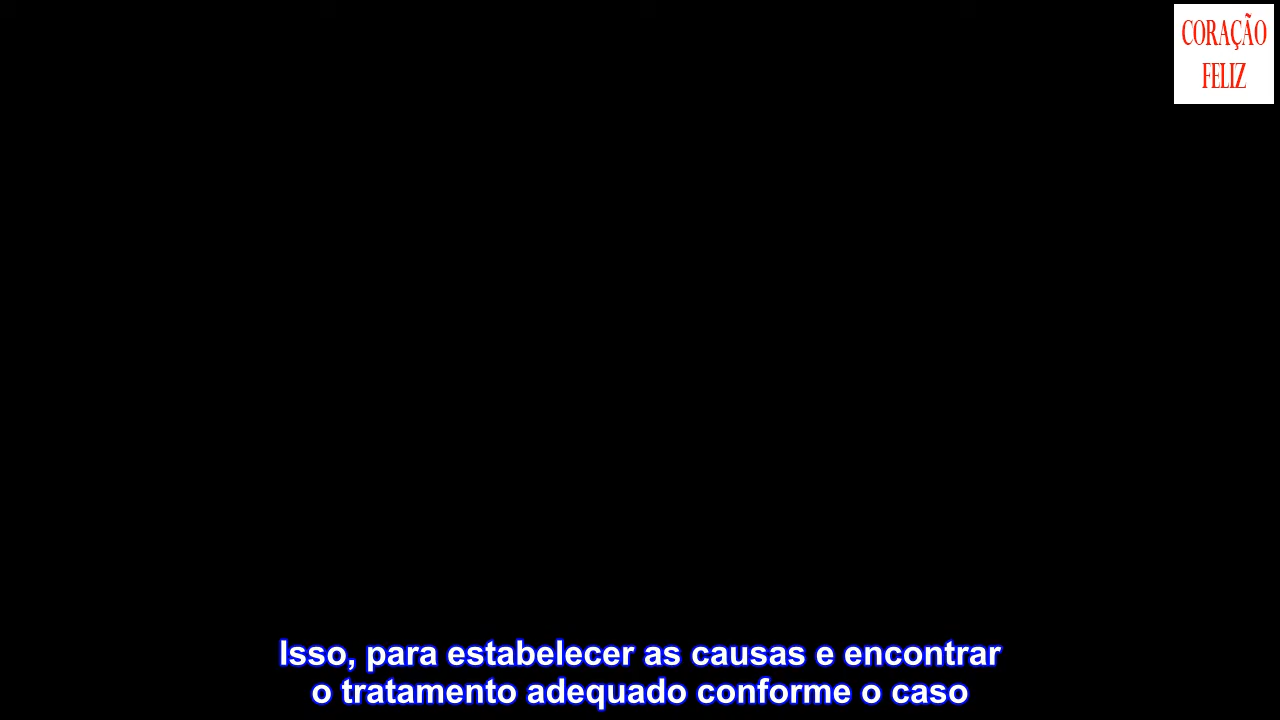 CORAÇÃO
FELIZ
Isso, para estabelecer as causas e encontrar
o tratamento adequado conforme o caso